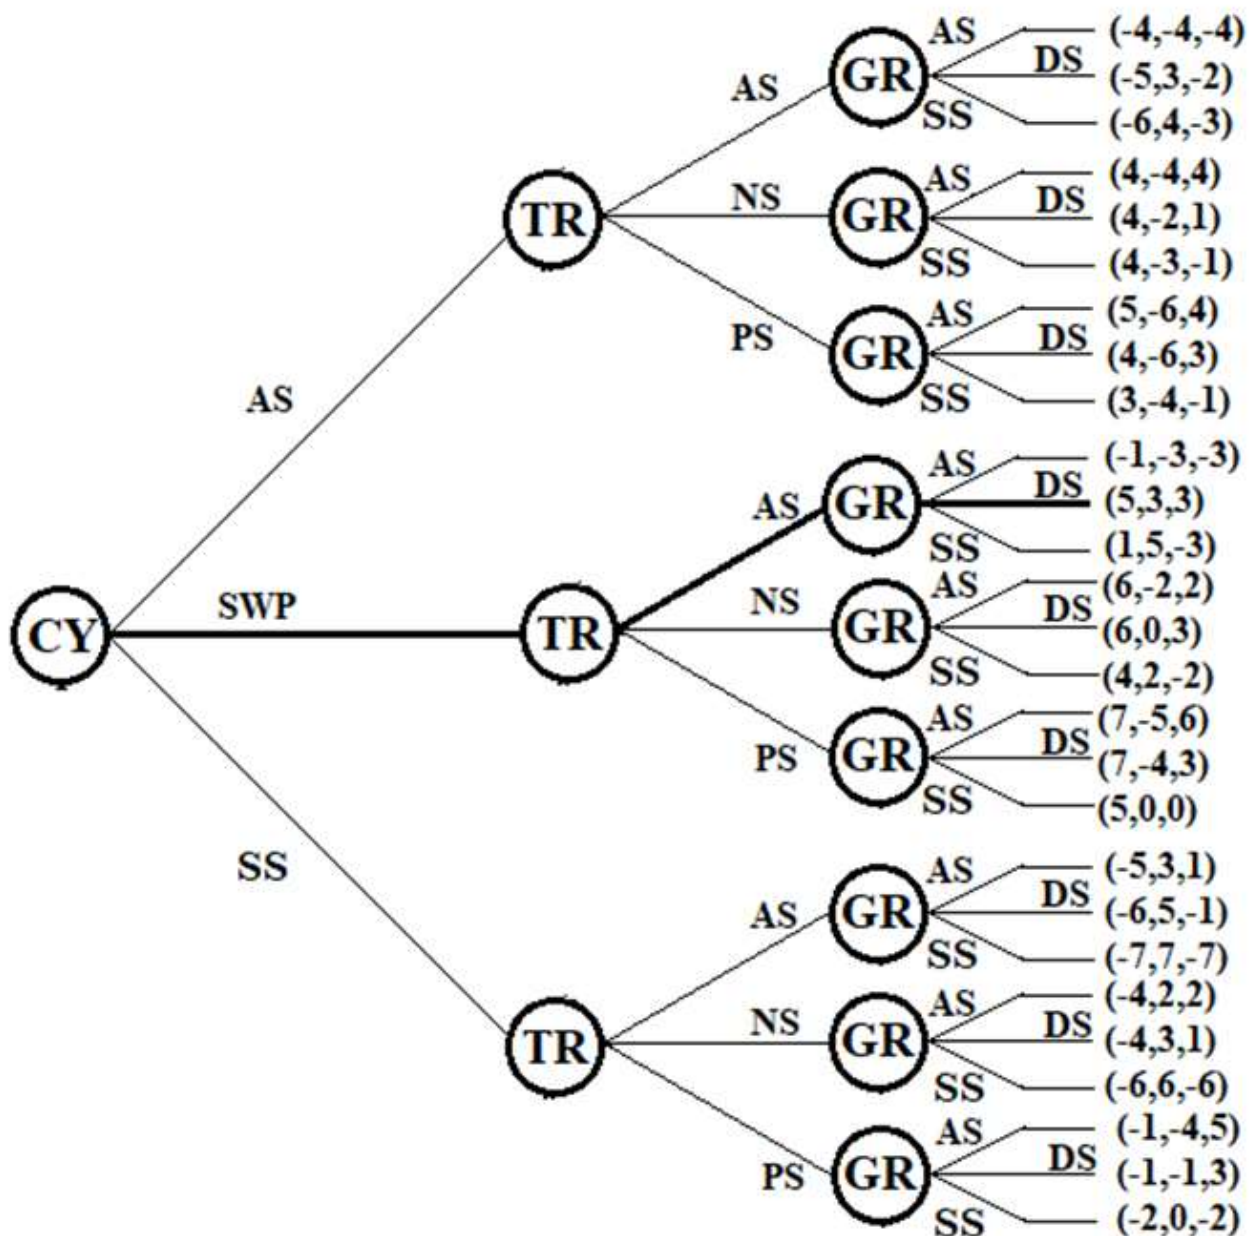 AS (-4,-4,-4)
GR DS (-5,3,-2)
AS SS (-6,4,-3)
AS (4,-4,4)
TR NS GR DS (4,-2,1)
SS (4,-3,-1)
AS (5,-6,4)
PS GR DS (4,-6,3)
AS SS (3,-4,-1)
AS (-1,-3,-3)
AS GR DS (5,3,3)
SS (1,5,-3)
AS (6,-2,2)
CY SWP TR NS GR DS (6,0,3)
SS (4,2,-2)
AS (7,-5,6)
PS GR DS (7,-4,3)
SS (5,0,0)
SS AS (-5,3,1)
AS GR DS (-6,5,-1)
SS (-7,7,-7)
AS (-4,2,2)
TR NS GR DS (-4,3,1)
SS (-6,6,-6)
AS (-1,-4,5)
PS GR DS (-1,-1,3)
SS (-2,0,-2)